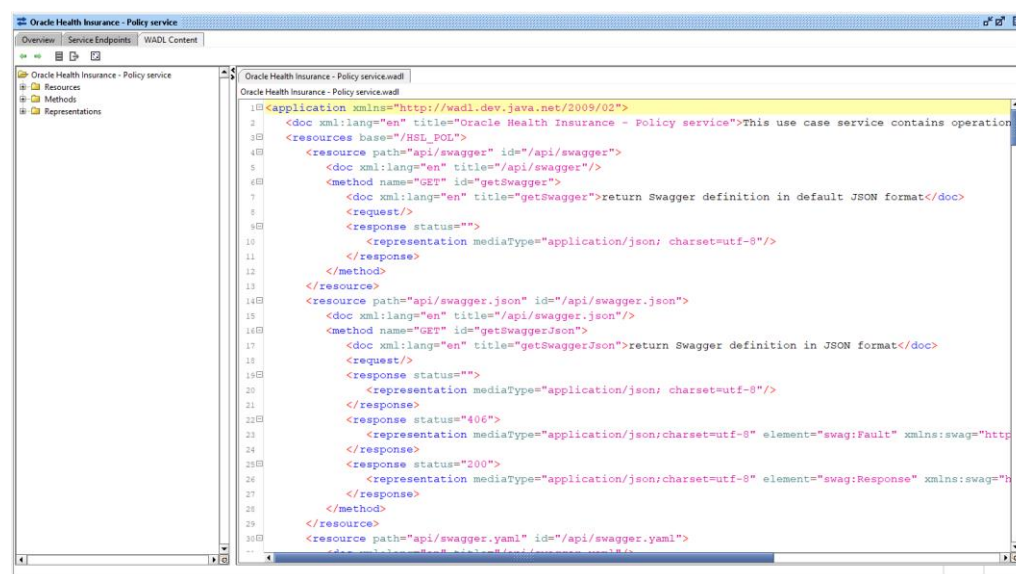 Oracle Health Insurance - Policy service
Overview Service Endpoints WADL Content
Oracle Health Insurance - Policy service
Resources
Methods
Representations
Oracle Health Insurance - Policy service.wadl
Oracle Health Insurance - Policy service.wadl
1 <application xmlns="http://wadl.dev.java.net/2009/02">
2 <doc xml:lang="en" title="Oracle Health Insurance - Policy service">This use case service contains operation
3 <resources base="/HSL_POL">
4 <resource path="api/swagger" id="/api/swagger">
5 <doc xml:lang="en" title="/api/swagger"/>
6 <method name="GET" id="getSwagger">
7 <doc xml:lang="en" title="getSwagger">return Swagger definition in default JSON format</doc>
8 <request/>
9 <response status="">
10 <representation mediaType="application/json; charset=utf-8"/>
11 </response>
12 </method>
13 </resource>
14 <resource path="api/swagger.json" id="/api/swagger.json">
15 <doc xml:lang="en" title="/api/swagger.json"/>
16 <method name="GET" id="getSwaggerJson">
17 <doc xml:lang="en" title="getSwaggerJson">return Swagger definition in JSON format</doc>
18 <request/>
19 <response status="">
20 <representation mediaType="application/json; charset=utf-8"/>
21 </response>
22 <response status="406">
23 <representation mediaType="application/json;charset=utf-8" element="swag:Fault" xmlns:swag="http
24 </response>
25 <response status="200">
26 <representation mediaType="application/json;charset=utf-8" element="swag:Response" xmlns:swag="h
27 </response>
28 </method>
29 </resource>
30 <resource path="api/swagger.yaml" id="/api/swagger.yaml">